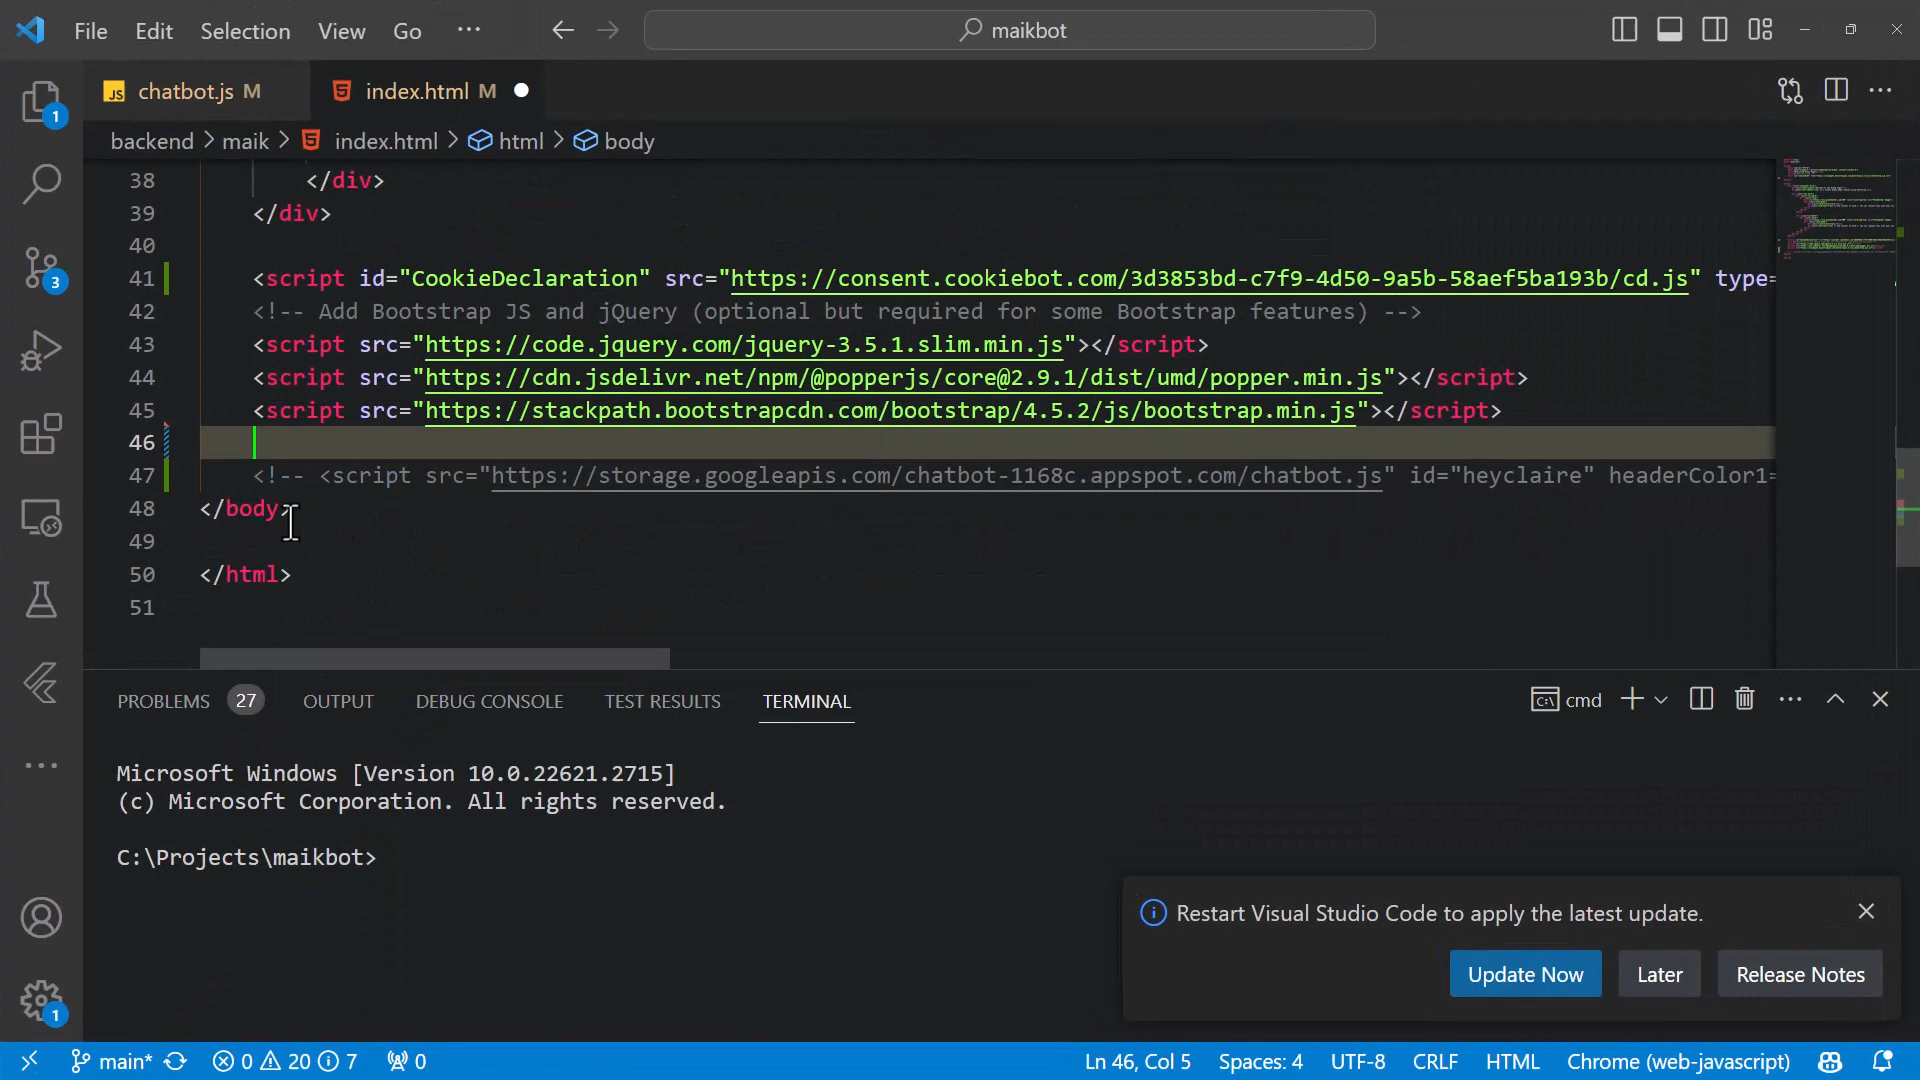 File Edit Selection View Go ··· maikbot
chatbot.js M index.html M
backend > maik > index.html > html > body
38 </div>
39 </div>
40
41 <script id="CookieDeclaration" src="https://consent.cookiebot.com/3d3853bd-c7f9-4d50-9a5b-58aef5ba193b/cd.js" type=
42 <!-- Add Bootstrap JS and jQuery (optional but required for some Bootstrap features) -->
43 <script src="https://code.jquery.com/jquery-3.5.1.slim.min.js"></script>
44 <script src="https://cdn.jsdelivr.net/npm/@popperjs/core@2.9.1/dist/umd/popper.min.js"></script>
45 <script src="https://stackpath.bootstrapcdn.com/bootstrap/4.5.2/js/bootstrap.min.js"></script>
46
47 <!-- <script src="https://storage.googleapis.com/chatbot-1168c.appspot.com/chatbot.js" id="heyclaire" headerColor1=
48 </body>
49
50 </html>
51
1
3
1
PROBLEMS 27 OUTPUT DEBUG CONSOLE TEST RESULTS TERMINAL cmd
Microsoft Windows [Version 10.0.22621.2715]
(c) Microsoft Corporation. All rights reserved.
C:\Projects\maikbot>
Restart Visual Studio Code to apply the latest update.
Update Now Later Release Notes
main* 0 20 7 0 Ln 46, Col 5 Spaces: 4 UTF-8 CRLF HTML Chrome (web-javascript)